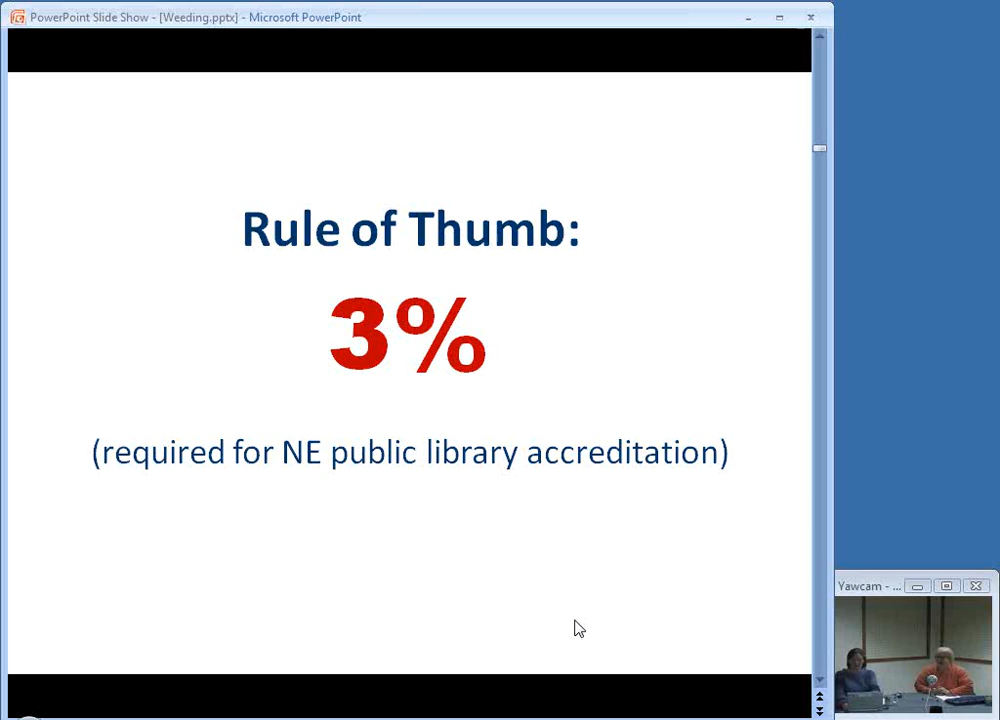 PowerPoint Slide Show - [Weeding.pptx] - Microsoft PowerPoint
Rule of Thumb:
3%
(required for NE public library accreditation)
Yawcam - ...